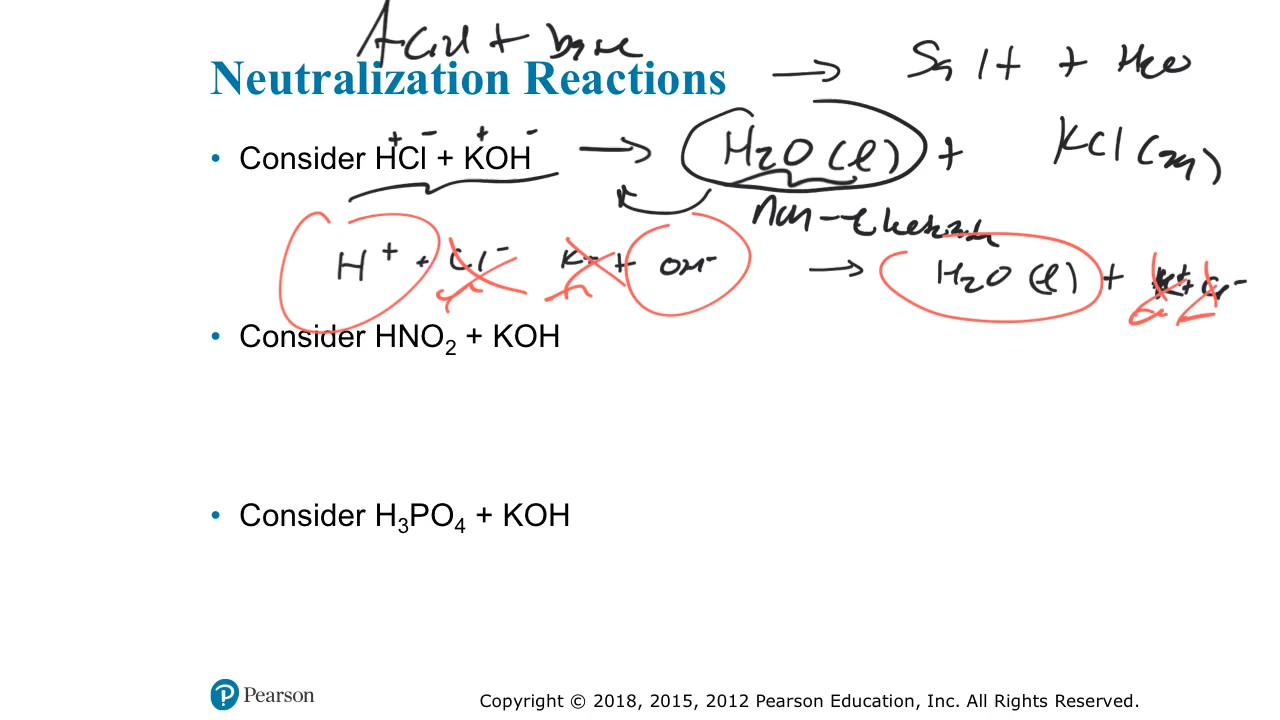 Acid + base → Salt + H2O
Neutralization Reactions
• Consider HCl + KOH → H2O (l) + KCl (aq)
+ - + -
non-
H+ + Cl- K+ + OH- → H2O (l) + K+ + Cl-
• Consider HNO2 + KOH
• Consider H3PO4 + KOH
P Pearson
Copyright © 2018, 2015, 2012 Pearson Education, Inc. All Rights Reserved.